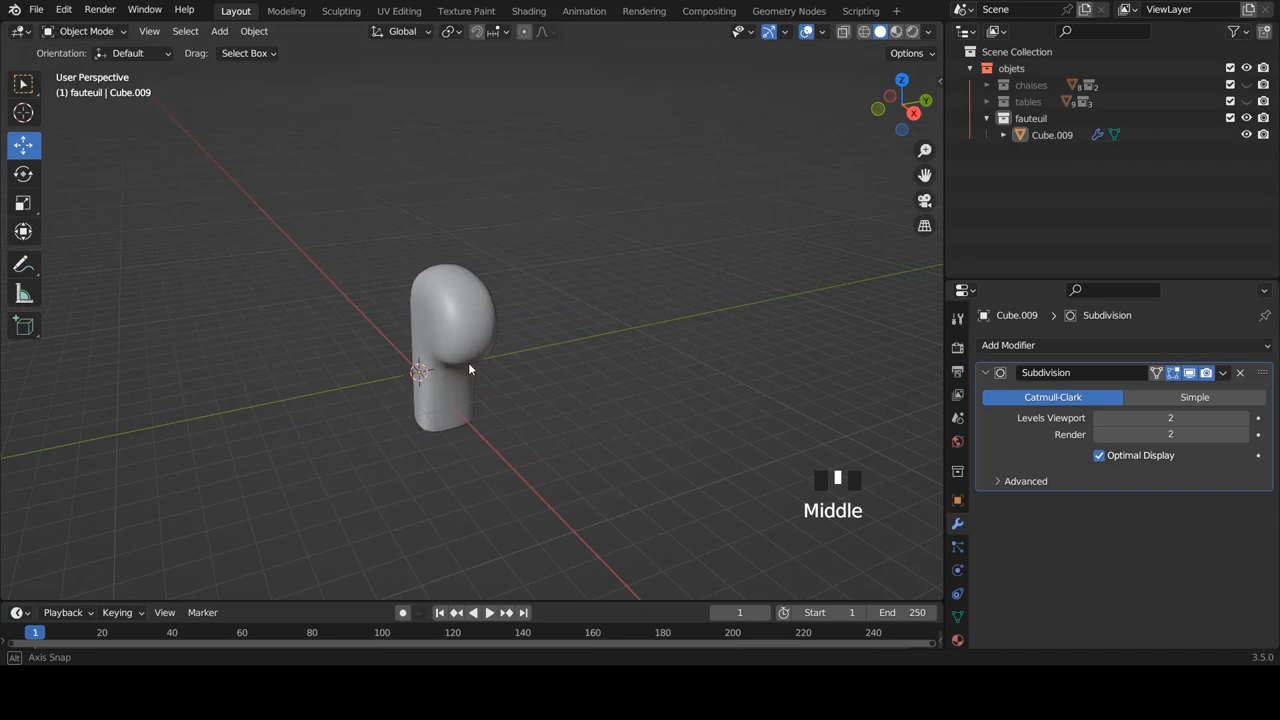 File Edit Render Window Help Layout Modeling Sculpting UV Editing Texture Paint Shading Animation Rendering Compositing Geometry Nodes Scripting + Scene ViewLayer
Object Mode View Select Add Object Global
Orientation: Default Drag: Select Box Options
User Perspective
(1) fauteuil | Cube.009
Z
Y
X
Scene Collection
objets
chaises 8 2
tables 9 3
fauteuil
Cube.009
Cube.009 > Subdivision
Add Modifier
Subdivision
Catmull-Clark Simple
Levels Viewport 2
Render 2
Optimal Display
Advanced
Middle
Playback Keying View Marker 1 Start 1 End 250
1 20 40 60 80 100 120 140 160 180 200 220 240
Alt Axis Snap 3.5.0